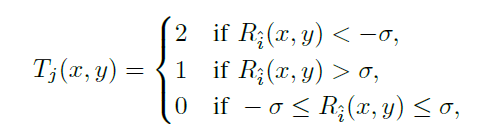 2 if R_î(x, y) < −σ,
T_j(x, y) = { 1 if R_î(x, y) > σ,
0 if − σ ≤ R_î(x, y) ≤ σ,